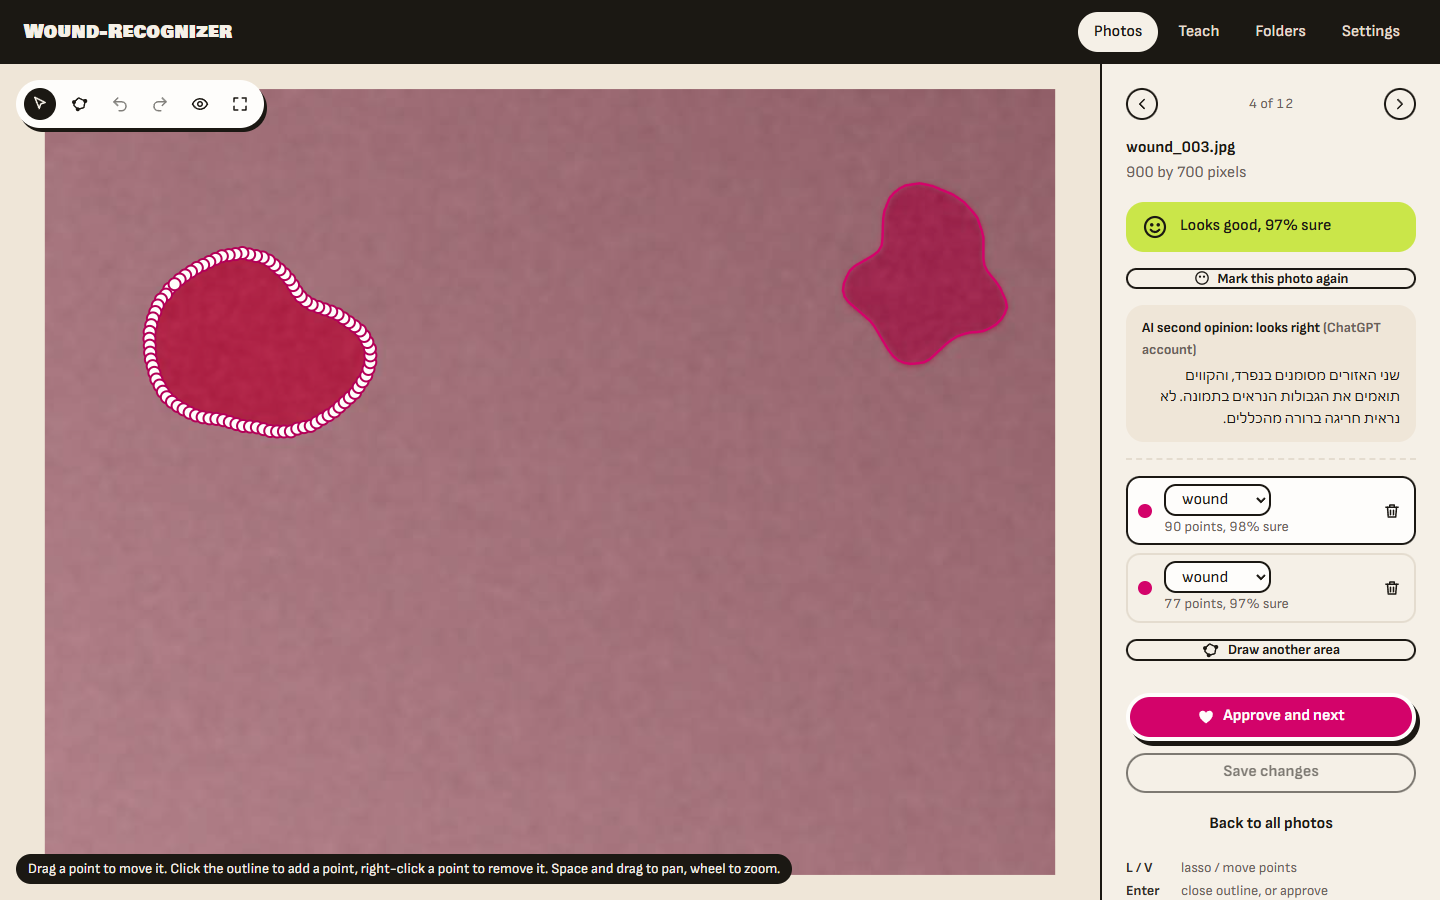 Wound-Recognizer
Photos
Teach
Folders
Settings
4 of 12
wound_003.jpg
900 by 700 pixels
Looks good, 97% sure
Mark this photo again
AI second opinion: looks right (ChatGPT
account)
שני האזורים מסומנים בנפרד, והקווים
תואמים את הגבולות הנראים בתמונה. לא
נראית חריגה ברורה מהכללים.
wound
90 points, 98% sure
wound
77 points, 97% sure
Draw another area
Approve and next
Save changes
Back to all photos
L / V lasso / move points
Enter close outline, or approve
Drag a point to move it. Click the outline to add a point, right-click a point to remove it. Space and drag to pan, wheel to zoom.